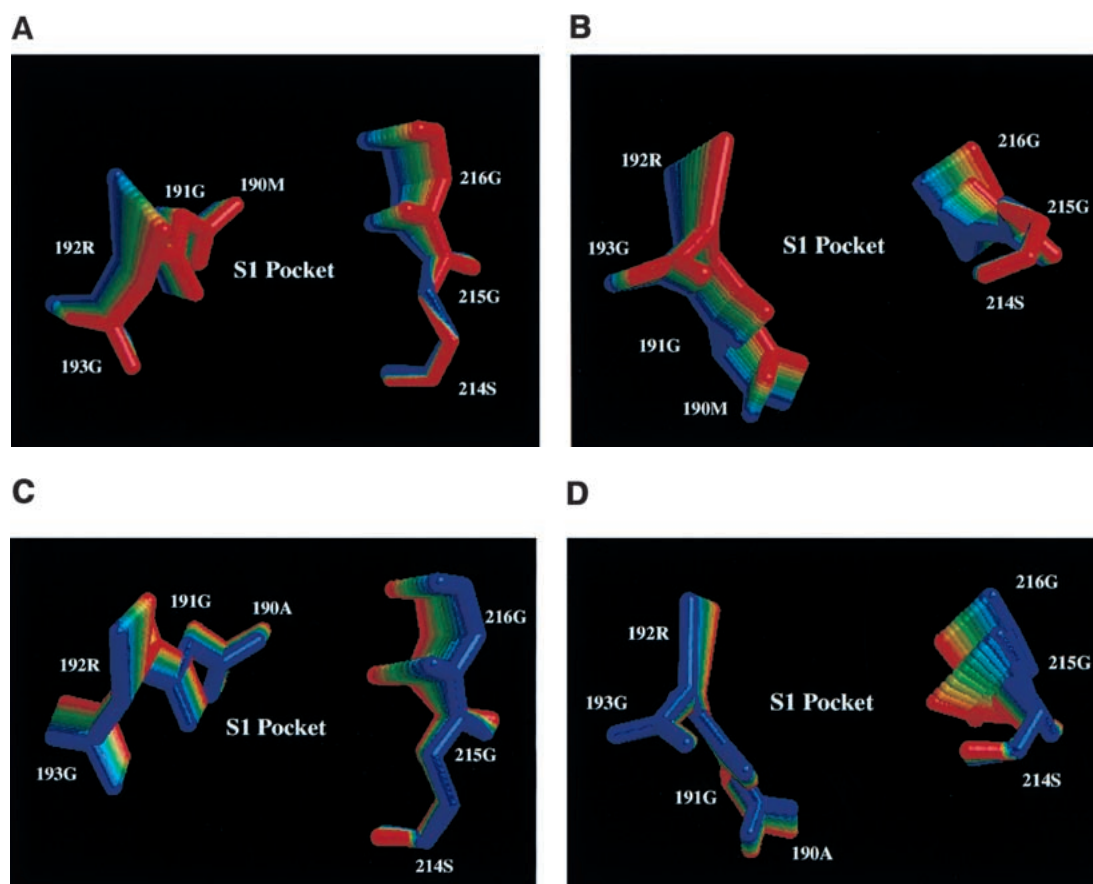 A
B
191G
190M
192R
216G
S1 Pocket
215G
193G
214S
192R
216G
193G
215G
S1 Pocket
191G
214S
190M
C
D
191G
190A
192R
216G
S1 Pocket
215G
193G
214S
192R
216G
193G
215G
S1 Pocket
191G
214S
190A